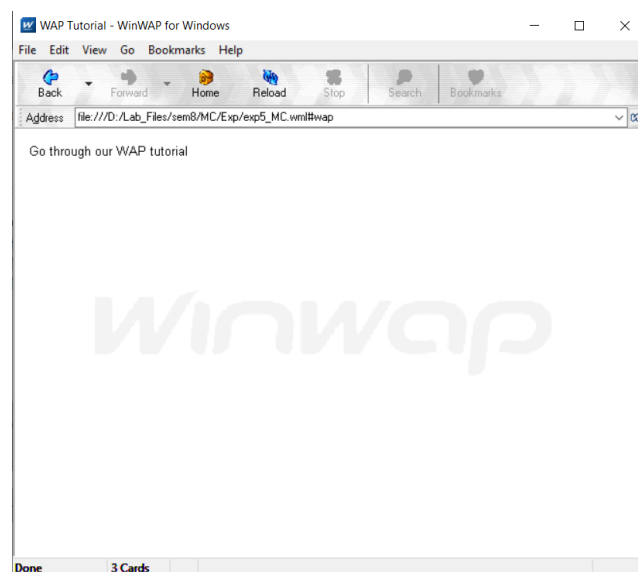 WAP Tutorial - WinWAP for Windows
File Edit View Go Bookmarks Help
Back Forward Home Reload Stop Search Bookmarks
Address file:///D:/Lab_Files/sem8/MC/Exp/exp5_MC.wml#wap
Go through our WAP tutorial
Winwap
Done 3 Cards